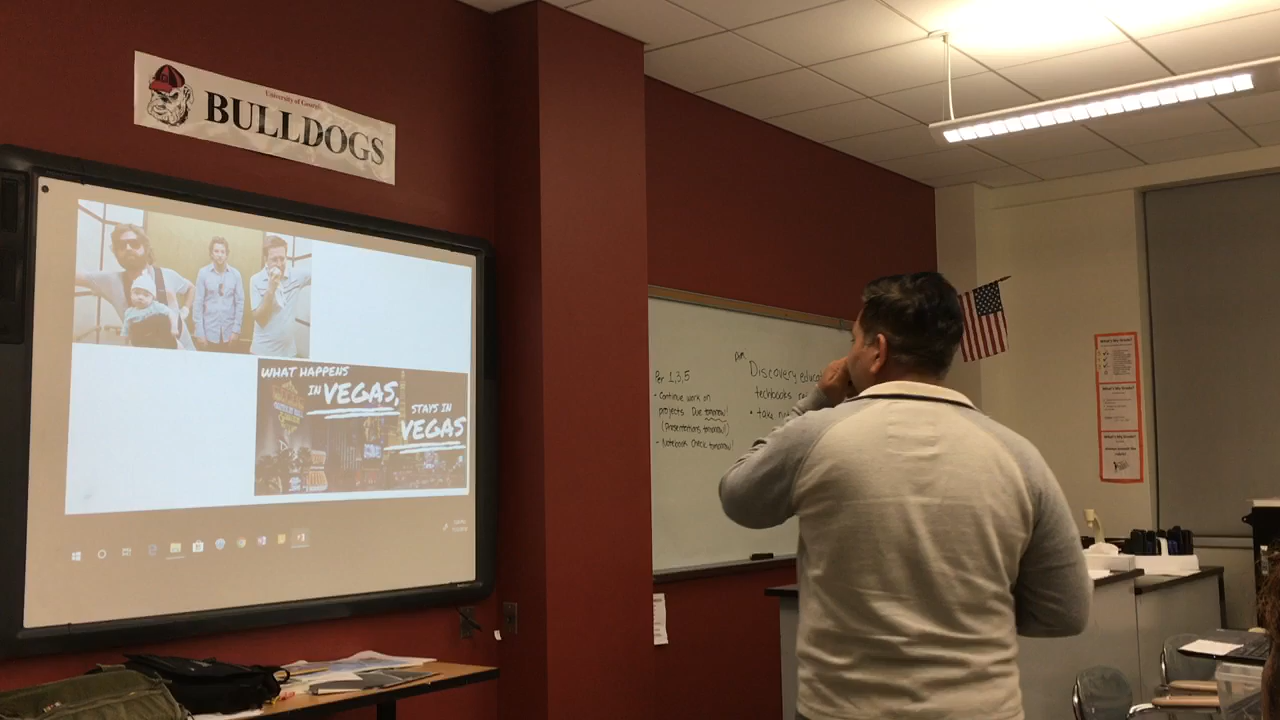 University of Georgia
BULLDOGS
WHAT HAPPENS
IN VEGAS,
STAYS IN
VEGAS
Per 1,3,5
- Continue work on
projects. Due tomorrow!
(Presentations tomorrow!)
- Notebook check tomorrow!
Discovery educa
techbooks
• take